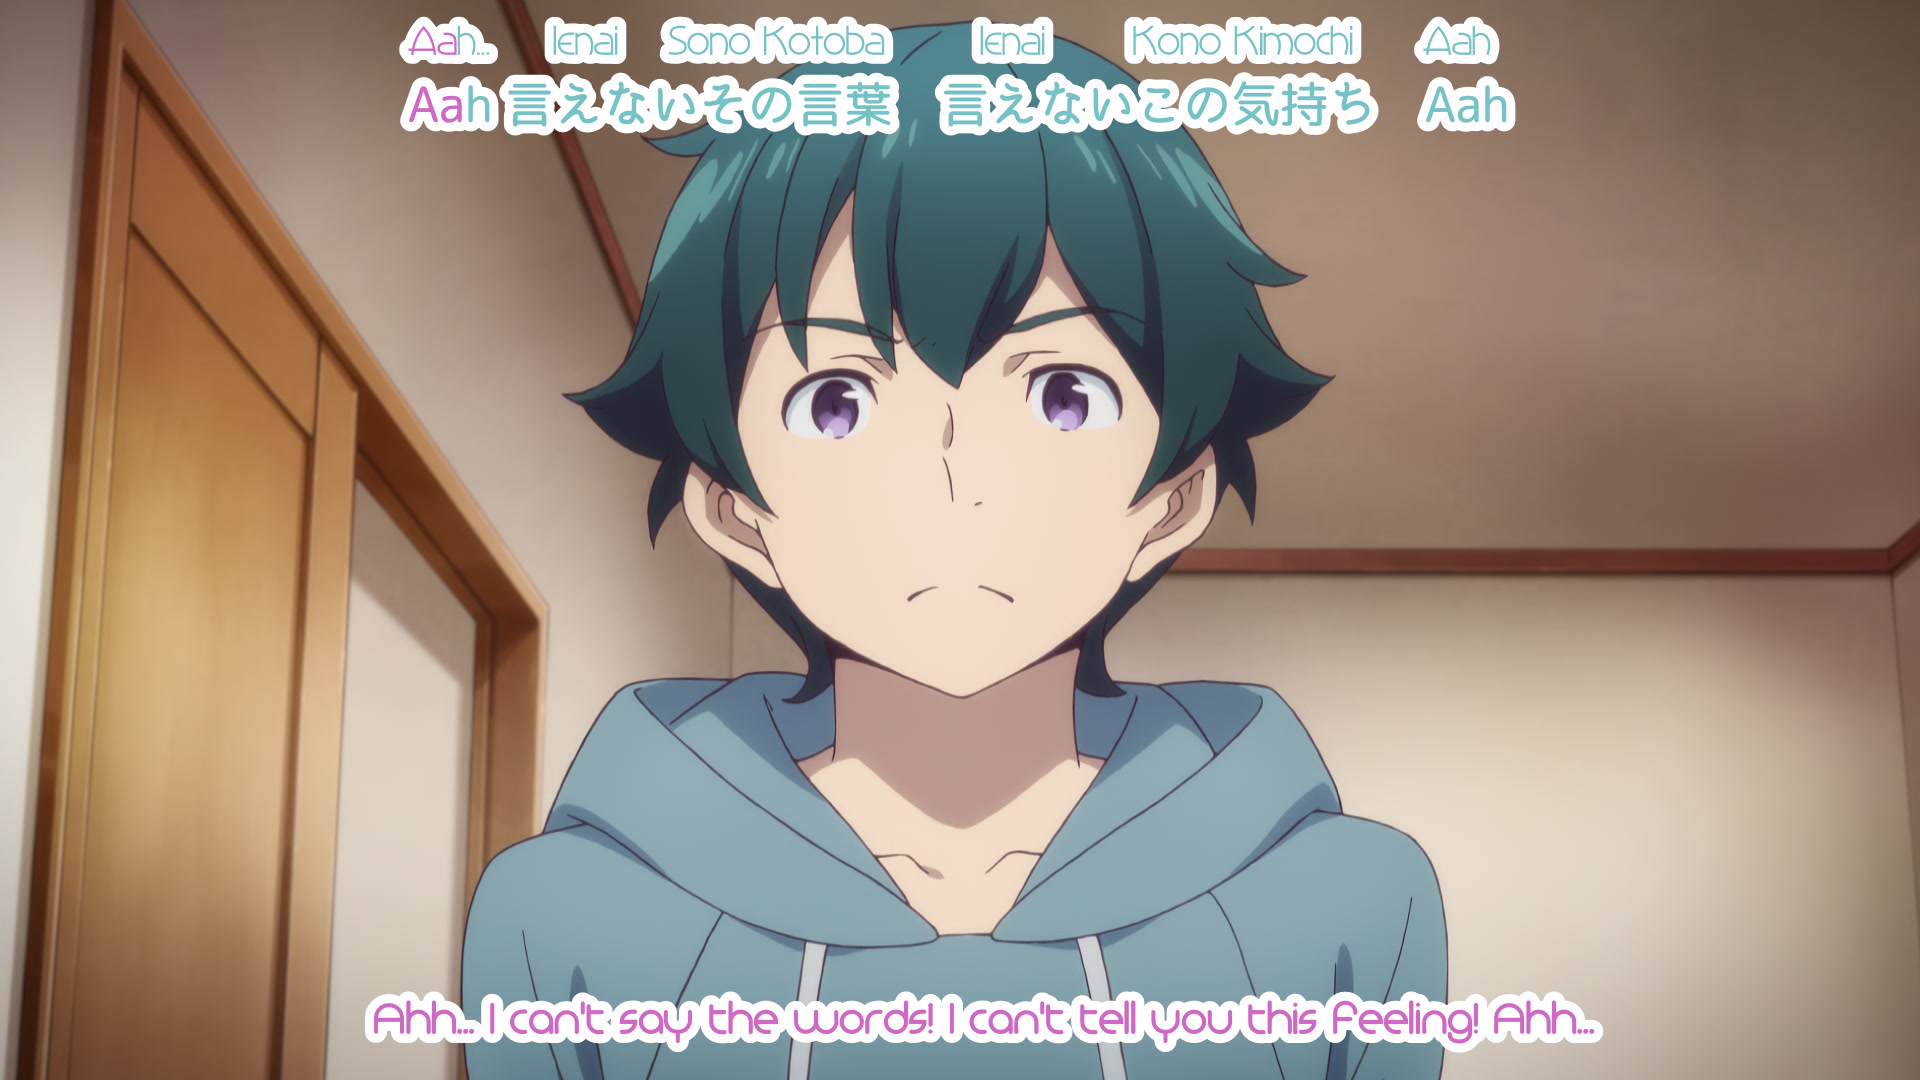 Aah... Ienai Sono Kotoba Ienai Kono Kimochi Aah
Aah 言えないその言葉 言えないこの気持ち Aah
Ahh... I can't say the words! I can't tell you this feeling! Ahh...